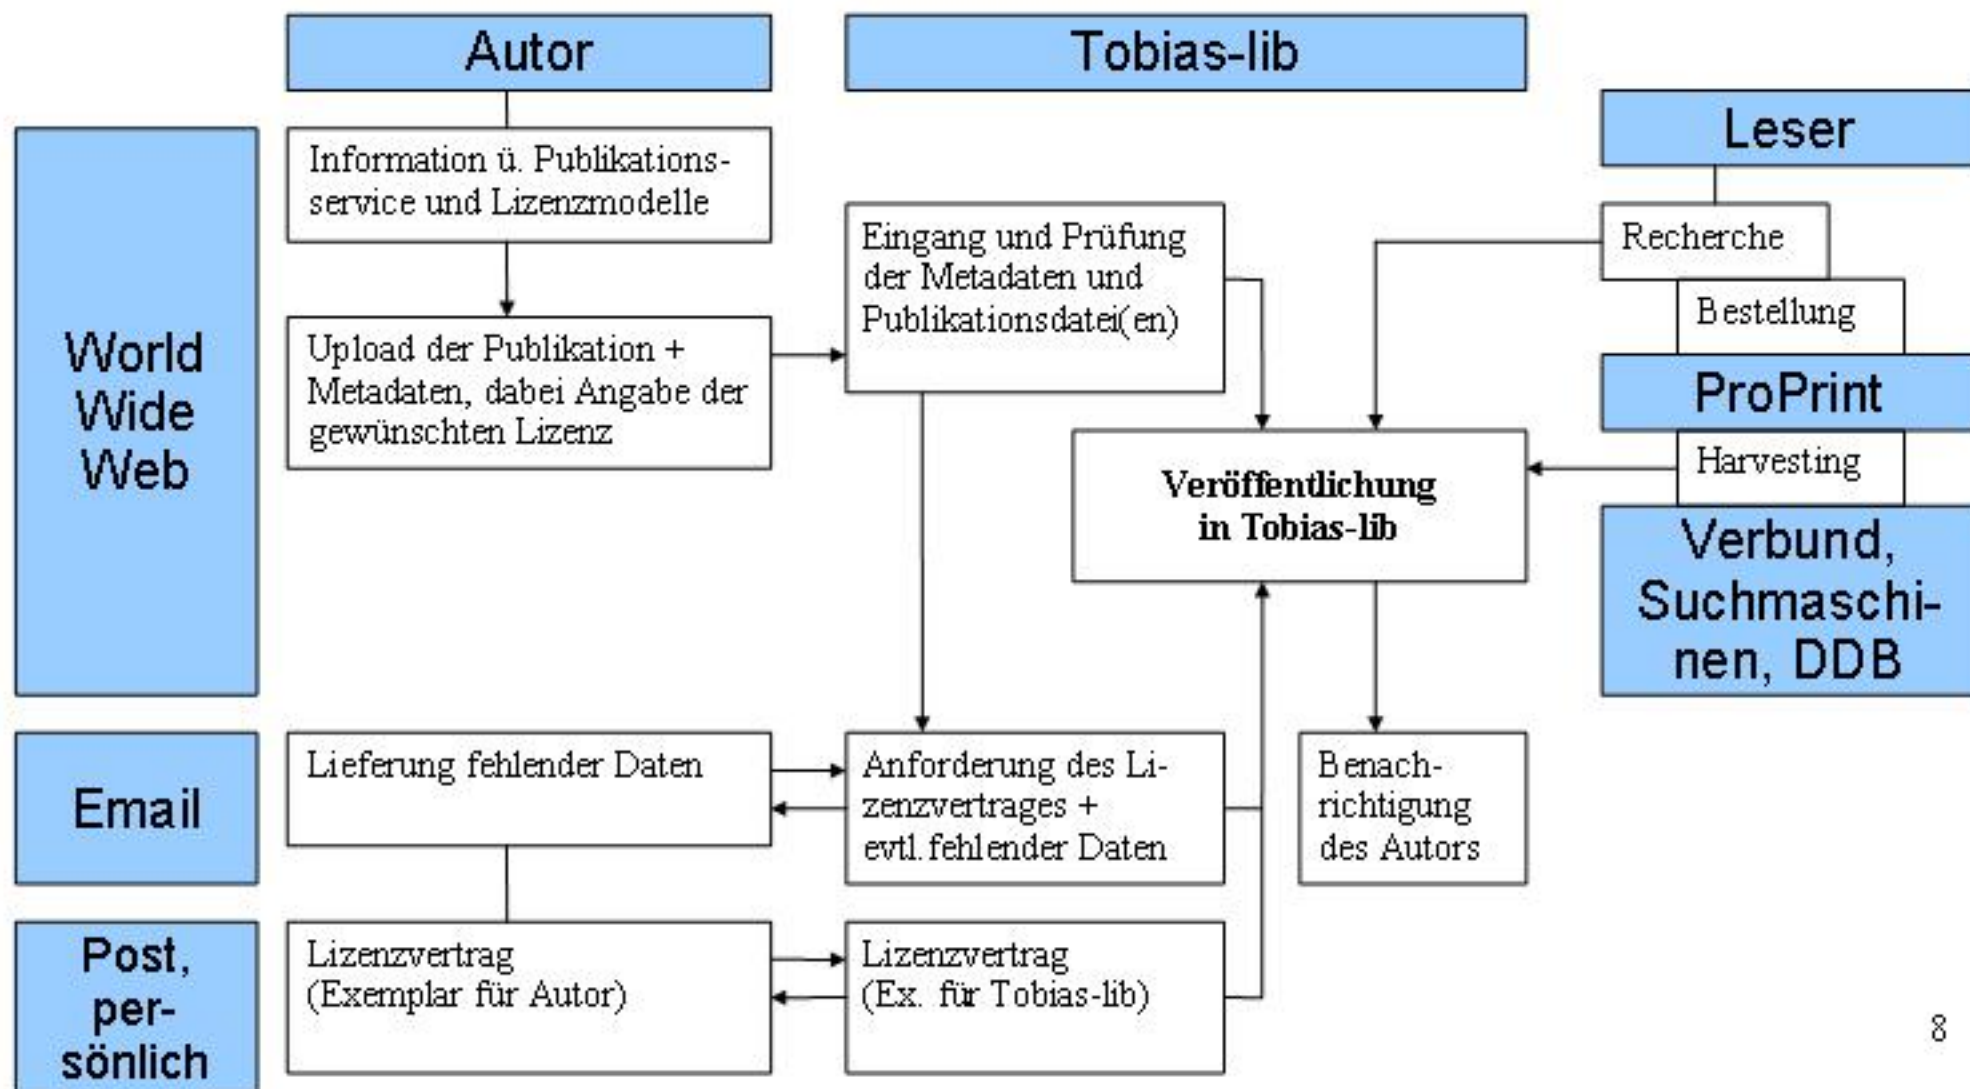 Autor
Tobias-lib
Leser
World
Wide
Web
Information ü. Publikations-
service und Lizenzmodelle
Upload der Publikation +
Metadaten, dabei Angabe der
gewünschten Lizenz
Eingang und Prüfung
der Metadaten und
Publikationsdatei(en)
Recherche
Bestellung
ProPrint
Harvesting
Verbund,
Suchmaschi-
nen, DDB
Veröffentlichung
in Tobias-lib
Email
Lieferung fehlender Daten
Anforderung des Li-
zenzvertrages +
evtl. fehlender Daten
Benach-
richtigung
des Autors
Post,
per-
sönlich
Lizenzvertrag
(Exemplar für Autor)
Lizenzvertrag
(Ex. für Tobias-lib)
8